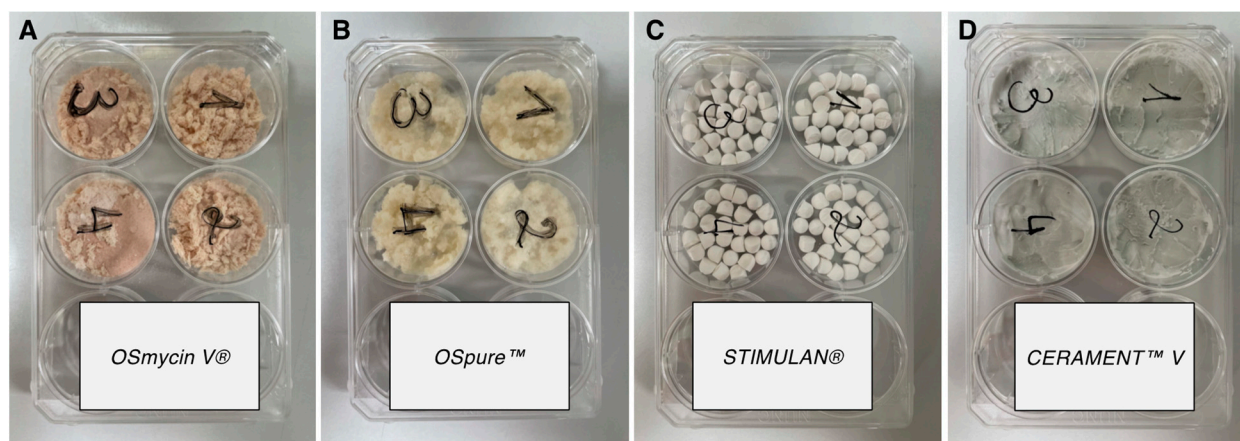 A
3 1
4 2
OSmycin V®
B
3 1
4 2
OSpure™
C
3 1
4 2
STIMULAN®
D
3 1
4 2
CERAMENT™ V